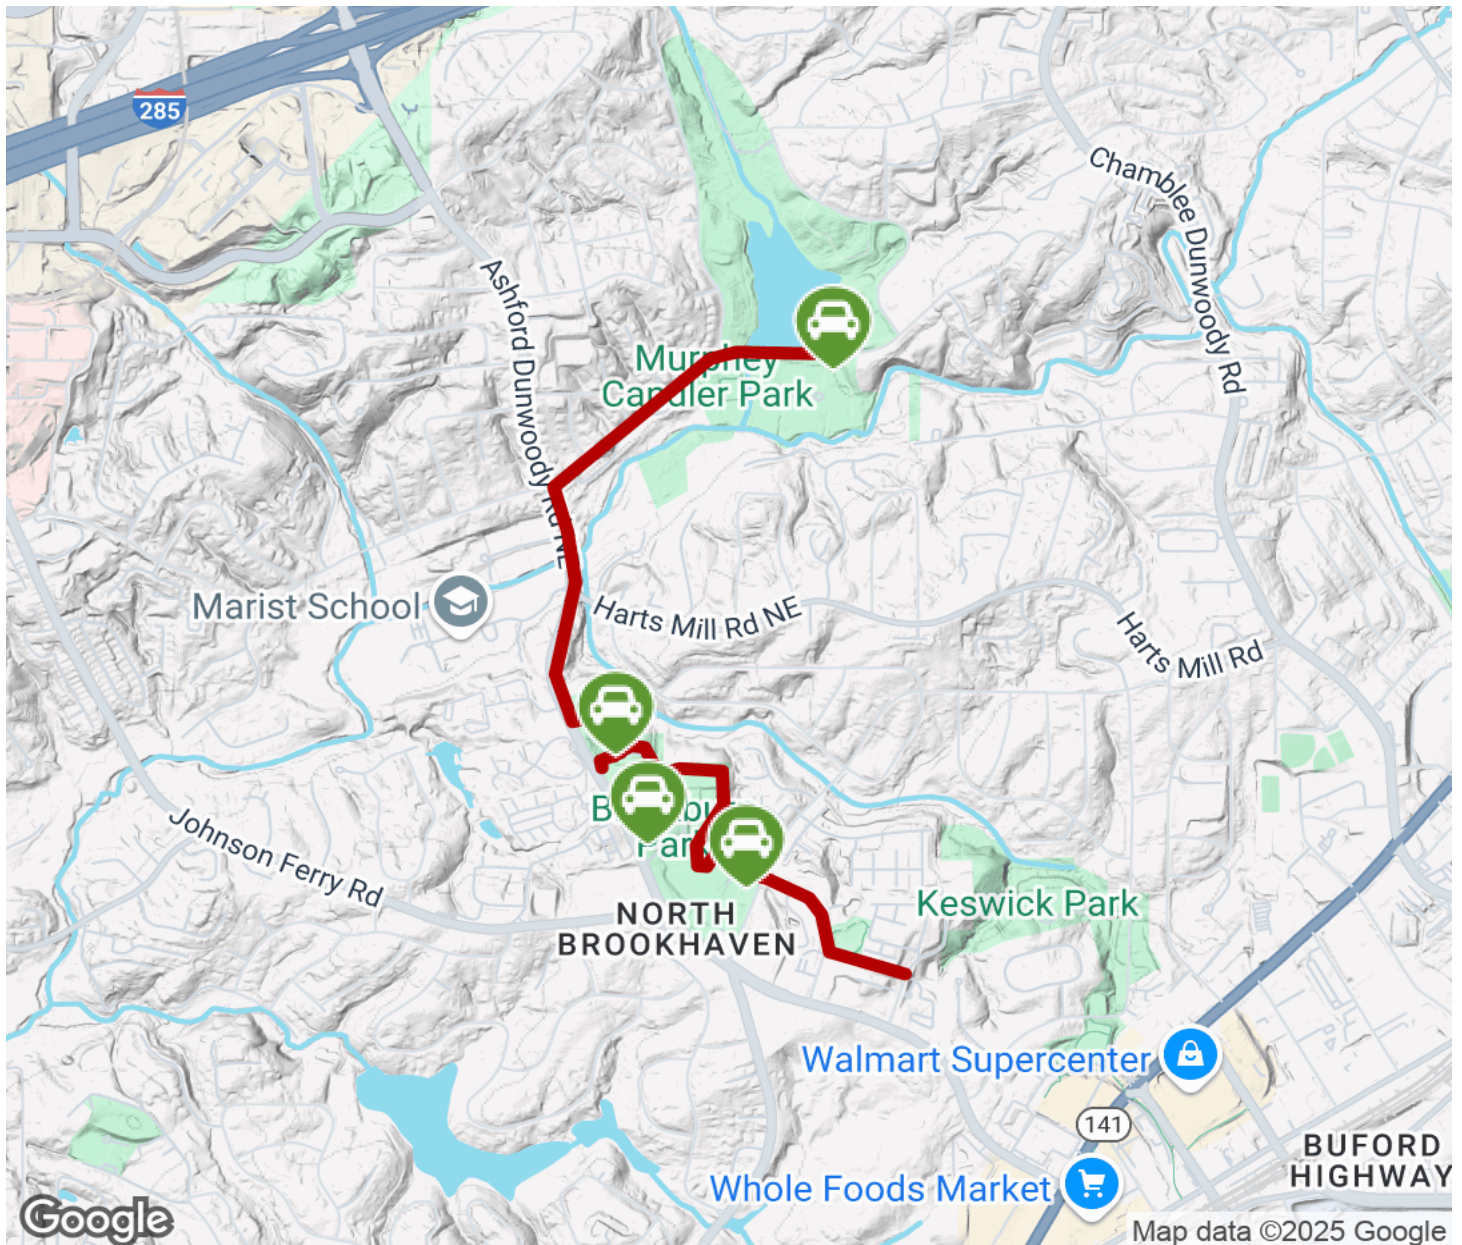 285
Chamblee Dunwoody Rd
Ashford Dunwoody Rd NE
Murphey
Candler Park
Marist School
Harts Mill Rd NE
Harts Mill Rd
Johnson Ferry Rd
Park
Keswick Park
NORTH
BROOKHAVEN
Walmart Supercenter
141
BUFORD
HIGHWAY
Whole Foods Market
Google
Map data ©2025 Google